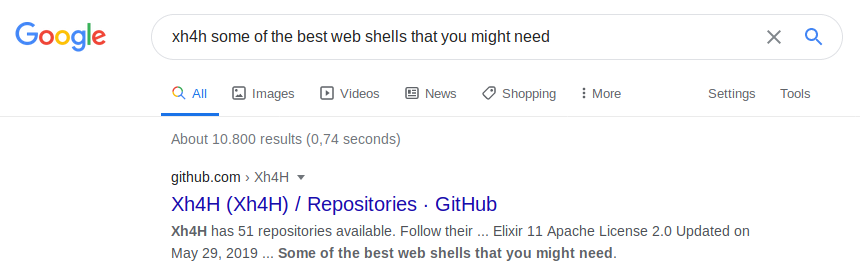 Google
xh4h some of the best web shells that you might need
All Images Videos News Shopping More Settings Tools
About 10.800 results (0,74 seconds)
github.com › Xh4H
Xh4H (Xh4H) / Repositories · GitHub
Xh4H has 51 repositories available. Follow their ... Elixir 11 Apache License 2.0 Updated on
May 29, 2019 ... Some of the best web shells that you might need.